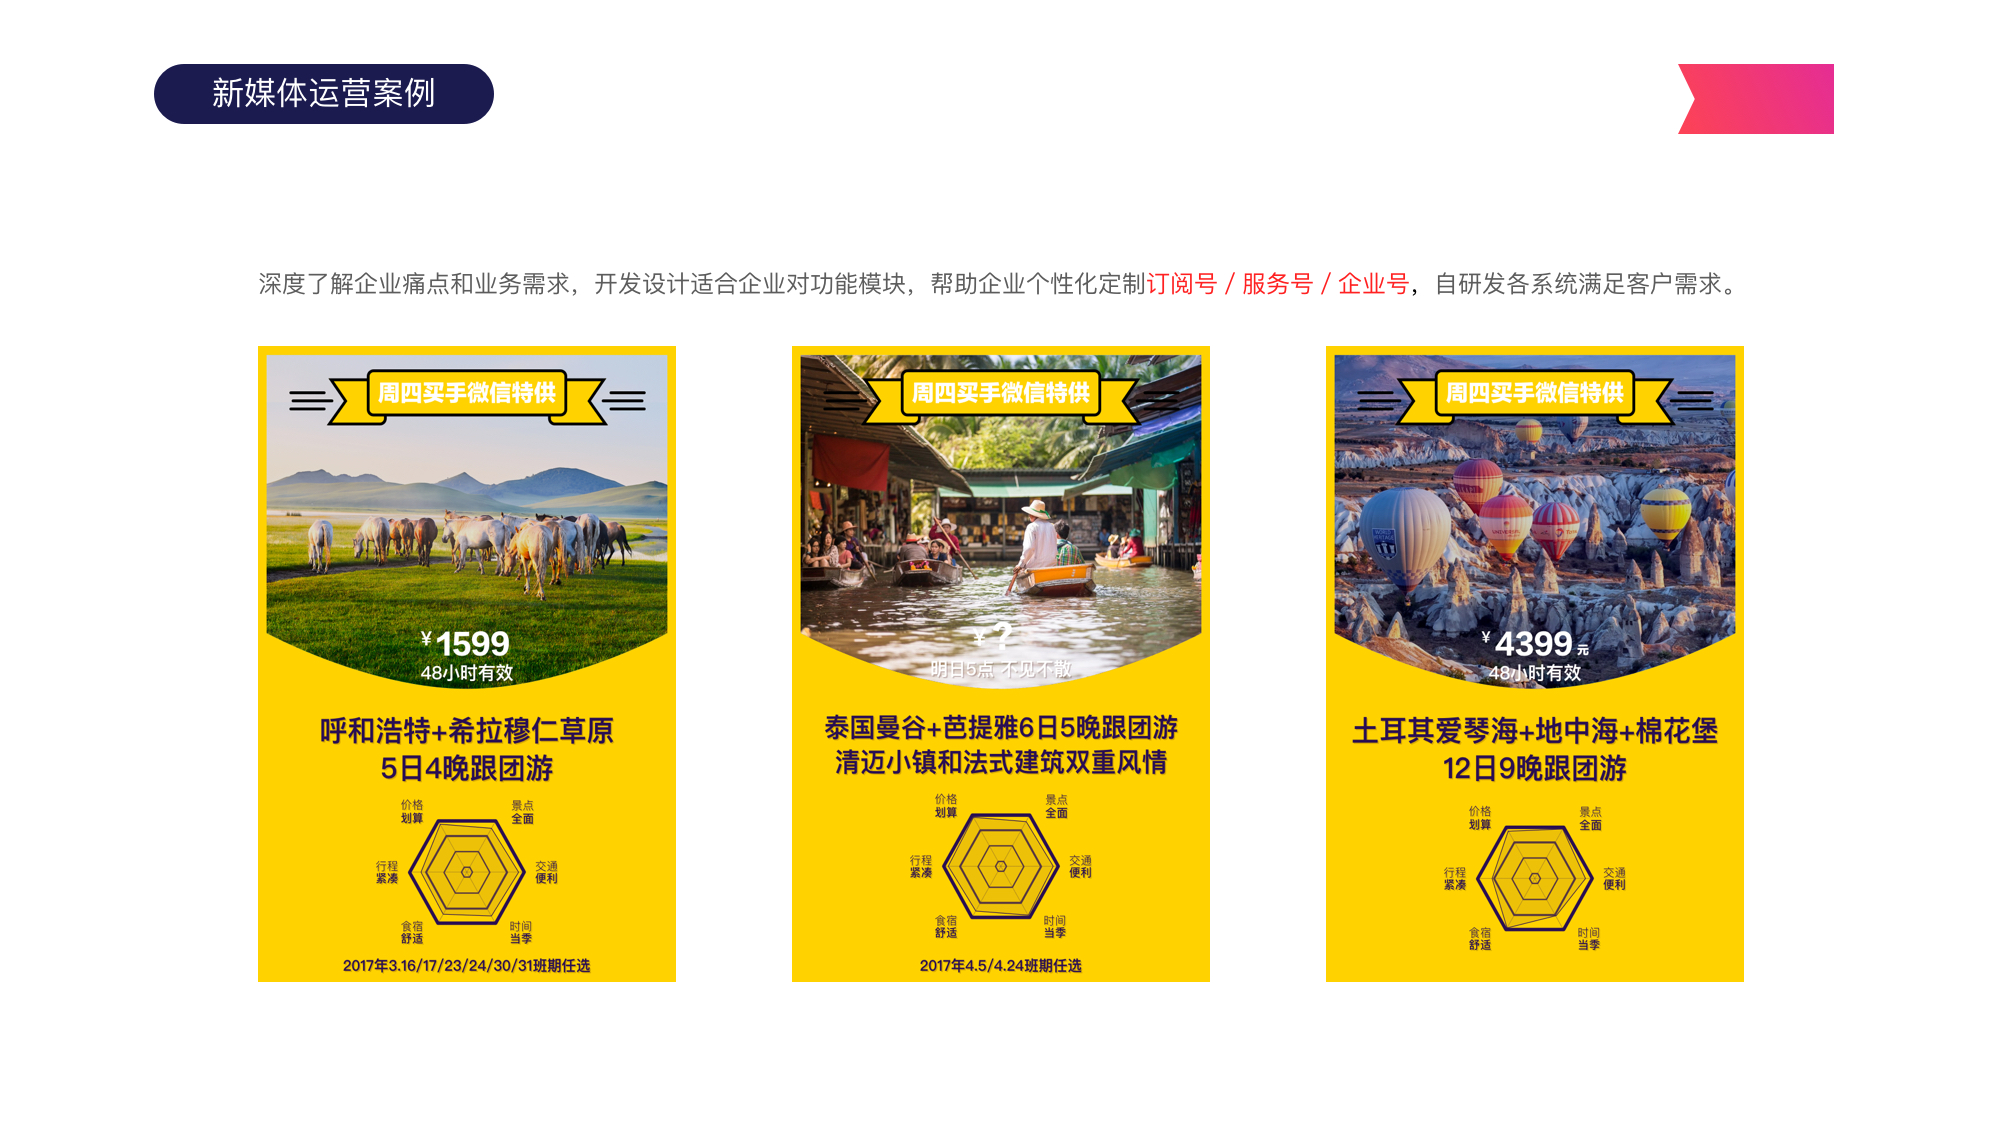 新媒体运营案例
深度了解企业痛点和业务需求，开发设计适合企业对功能模块，帮助企业个性化定制订阅号 / 服务号 / 企业号，自研发各系统满足客户需求。
周四买手微信特供
¥1599
48小时有效
呼和浩特+希拉穆仁草原
5日4晚跟团游
价格
划算
景点
全面
行程
紧凑
交通
便利
食宿
舒适
时间
当季
2017年3.16/17/23/24/30/31班期任选
周四买手微信特供
¥ ?
明日5点 不见不散
泰国曼谷+芭提雅6日5晚跟团游
清迈小镇和法式建筑双重风情
价格
划算
景点
全面
行程
紧凑
交通
便利
食宿
舒适
时间
当季
2017年4.5/4.24班期任选
周四买手微信特供
¥ 4399元
48小时有效
土耳其爱琴海+地中海+棉花堡
12日9晚跟团游
价格
划算
景点
全面
行程
紧凑
交通
便利
食宿
舒适
时间
当季